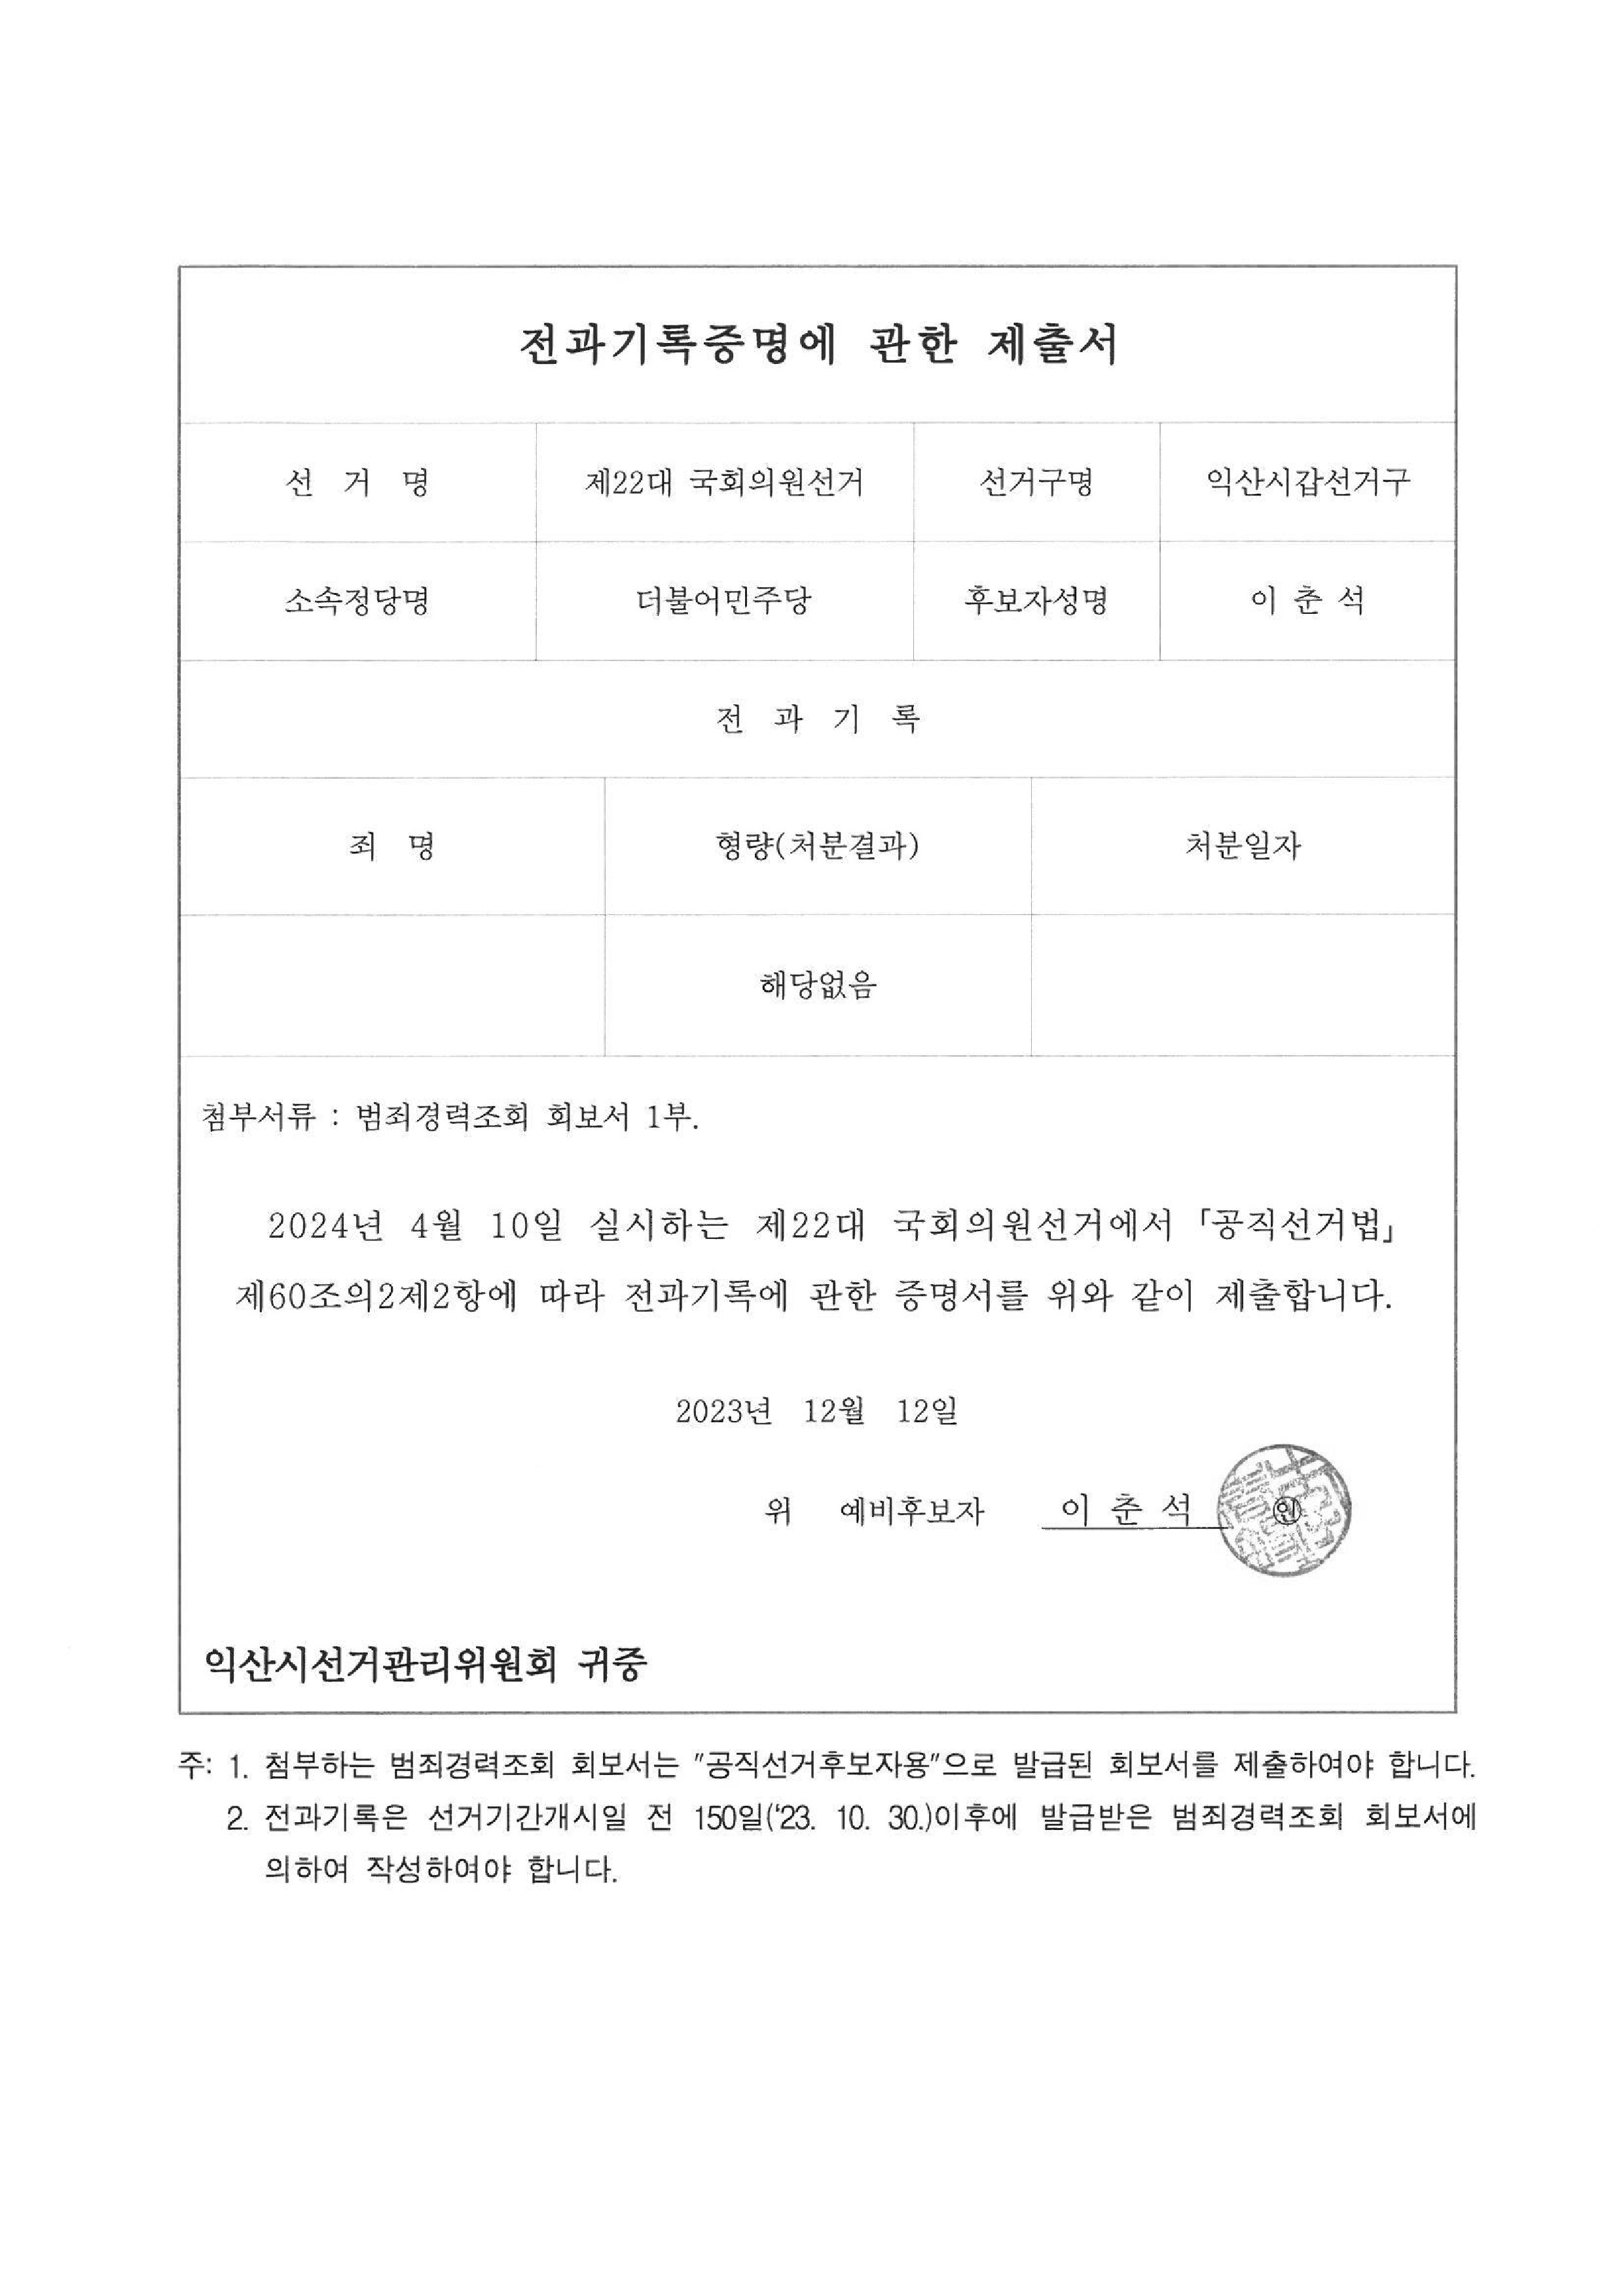 전과기록증명에 관한 제출서
선 거 명 제22대 국회의원선거 선거구명 익산시갑선거구
소속정당명 더불어민주당 후보자성명 이 춘 석
전 과 기 록
죄 명 형량(처분결과) 처분일자
해당없음
첨부서류 : 범죄경력조회 회보서 1부.
2024년 4월 10일 실시하는 제22대 국회의원선거에서 「공직선거법」
제60조의2제2항에 따라 전과기록에 관한 증명서를 위와 같이 제출합니다.
2023년 12월 12일
위 예비후보자 이 춘 석 ㊞
익산시선거관리위원회 귀중
주: 1. 첨부하는 범죄경력조회 회보서는 "공직선거후보자용"으로 발급된 회보서를 제출하여야 합니다.
2. 전과기록은 선거기간개시일 전 150일('23. 10. 30.)이후에 발급받은 범죄경력조회 회보서에
의하여 작성하여야 합니다.